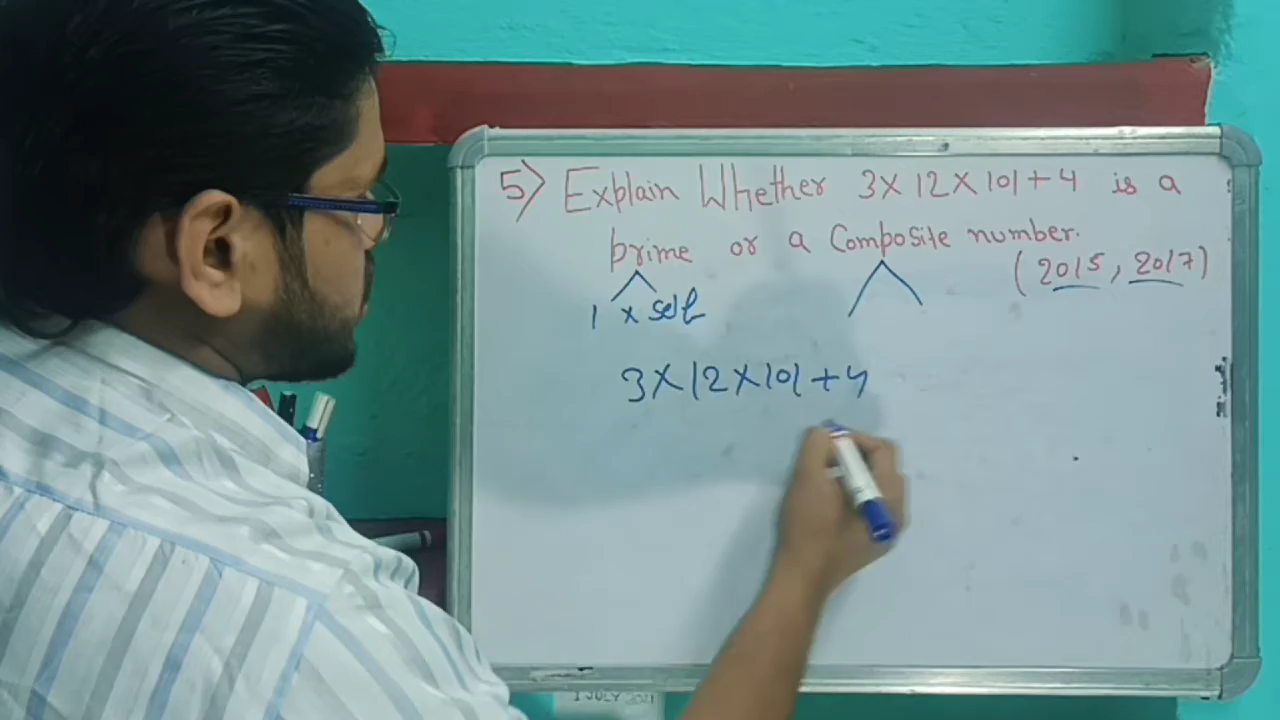 5) Explain Whether 3×12×101+4 is a
prime or a Composite number.
(2015, 2017)
1 × self
3×12×101+4